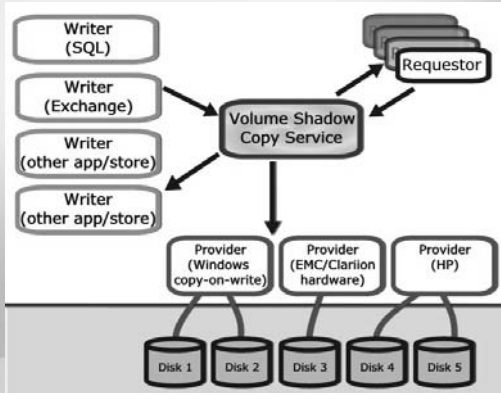 Writer
(SQL)
Writer
(Exchange)
Writer
(other app/store)
Writer
(other app/store)
Requestor
Volume Shadow
Copy Service
Provider
(Windows
copy-on-write)
Provider
(EMC/Clariion
hardware)
Provider
(HP)
Disk 1
Disk 2
Disk 3
Disk 4
Disk 5